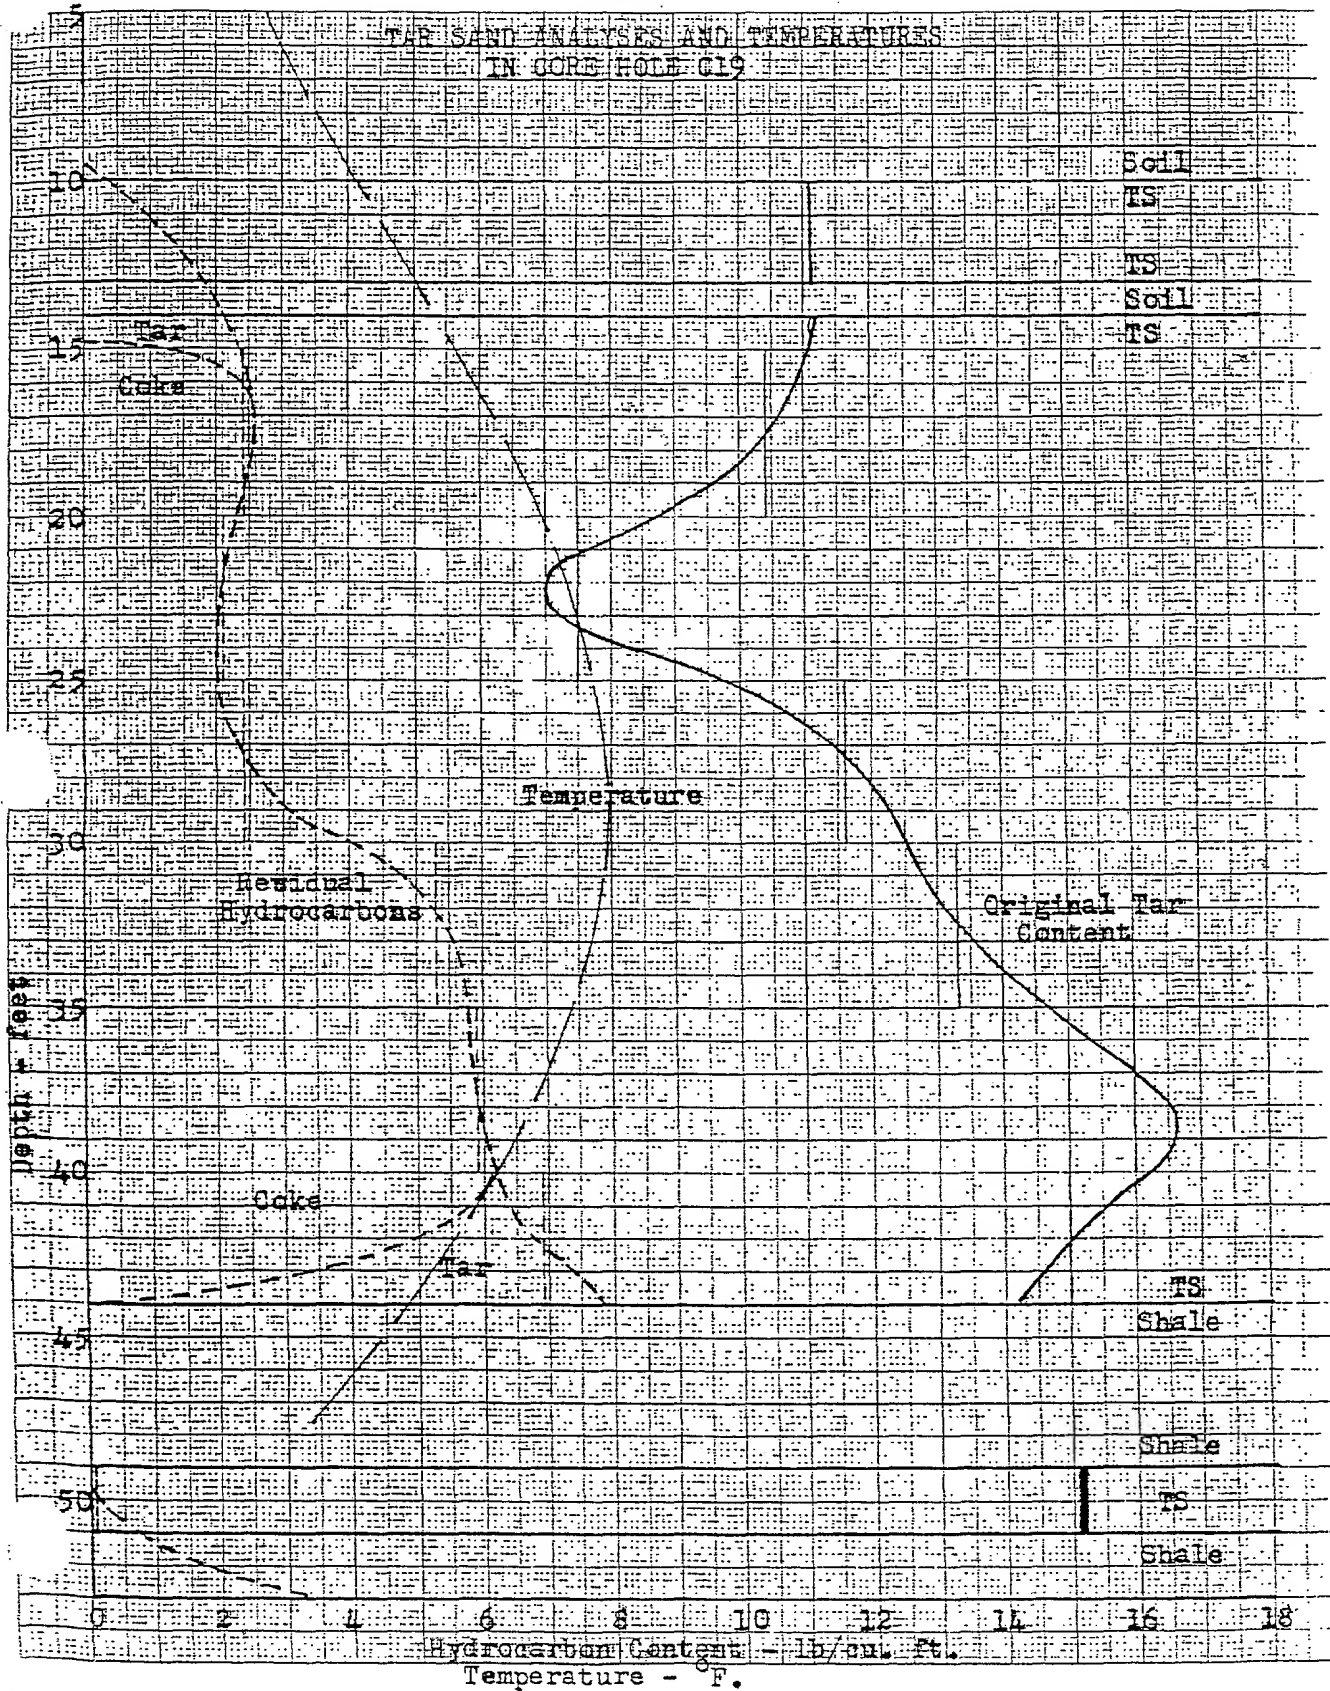 5
TAR SAND ANALYSES AND TEMPERATURES
IN CORE HOLE C19
Soil
10
TS
TS
Soil
Tar
TS
15
Coke
20
25
Temperature
30
Residual
Hydrocarbons
Original Tar
Content
35
Depth - feet
40
Coke
Tar
TS
Shale
45
Shale
50
TS
Shale
0 2 4 6 8 10 12 14 16 18
Hydrocarbon Content - lb/cu. ft.
Temperature - °F.